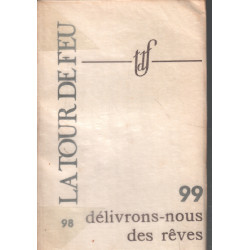 LA TOUR DE FEU
tdf
99
98
délivrons-nous
des rêves